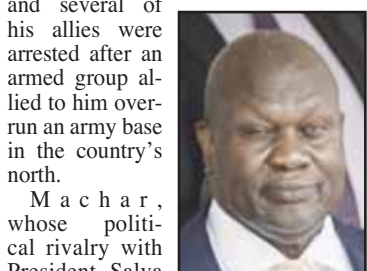 and several of
his allies were
arrested after an
armed group al-
lied to him over-
run an army base
in the country's
north.
Machar,
whose politi-
cal rivalry with
President Salva